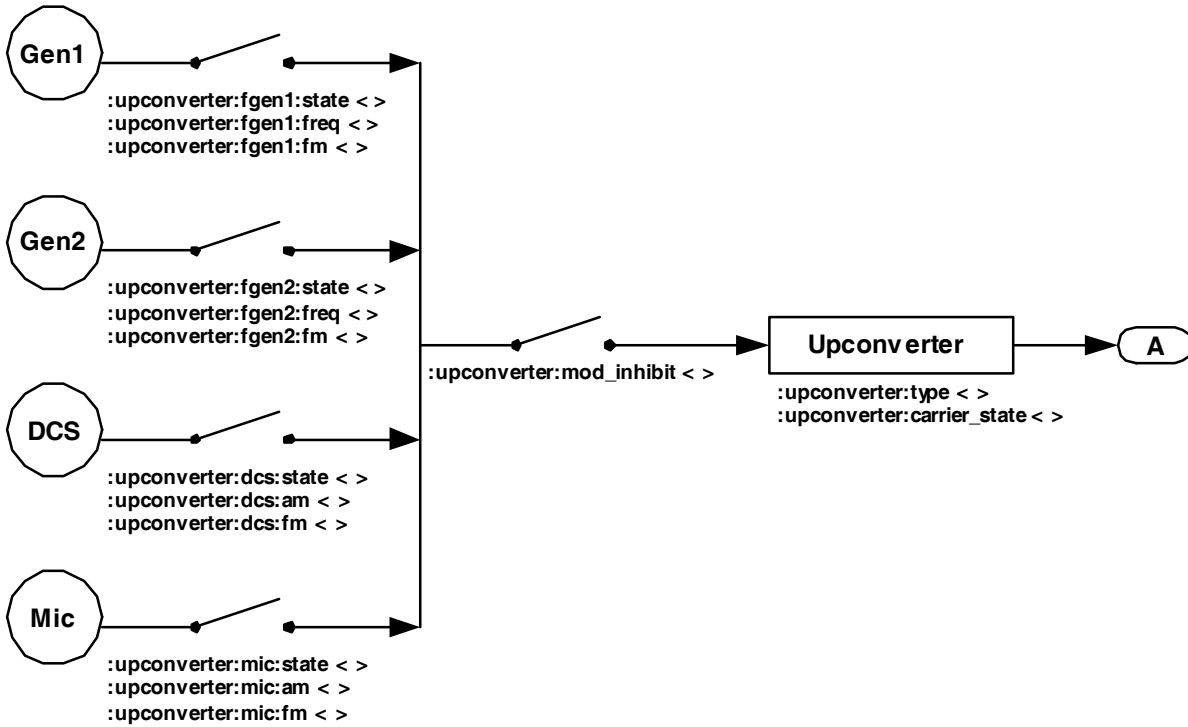 Gen1
:upconverter:fgen1:state < >
:upconverter:fgen1:freq < >
:upconverter:fgen1:fm < >
Gen2
:upconverter:fgen2:state < >
:upconverter:fgen2:freq < >
:upconverter:fgen2:fm < >
:upconverter:mod_inhibit < >
Upconverter
:upconverter:type < >
:upconverter:carrier_state < >
A
DCS
:upconverter:dcs:state < >
:upconverter:dcs:am < >
:upconverter:dcs:fm < >
Mic
:upconverter:mic:state < >
:upconverter:mic:am < >
:upconverter:mic:fm < >